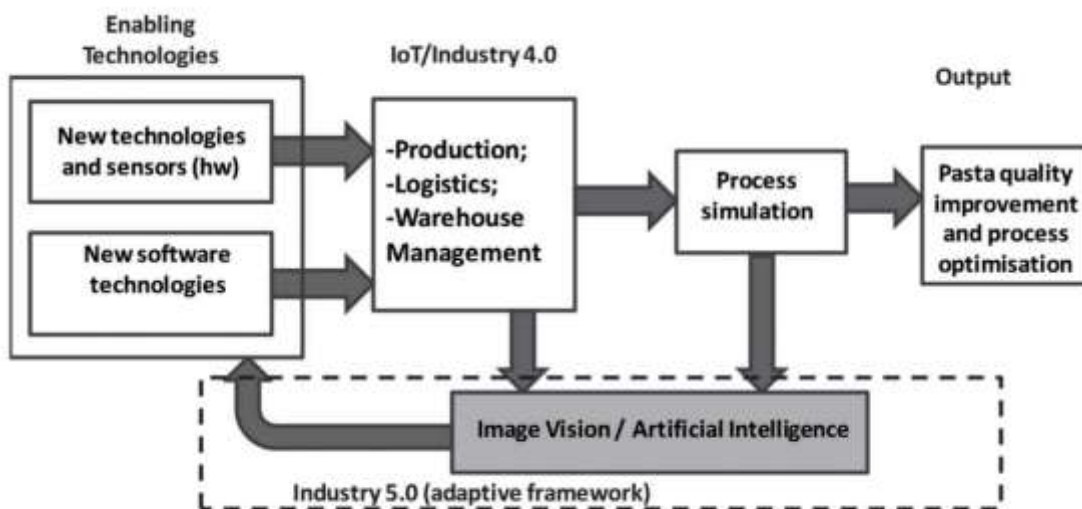 Enabling
Technologies
IoT/Industry 4.0
Output
New technologies
and sensors (hw)
New software
technologies
-Production;
-Logistics;
-Warehouse
Management
Process
simulation
Pasta quality
improvement
and process
optimisation
Image Vision / Artificial Intelligence
Industry 5.0 (adaptive framework)